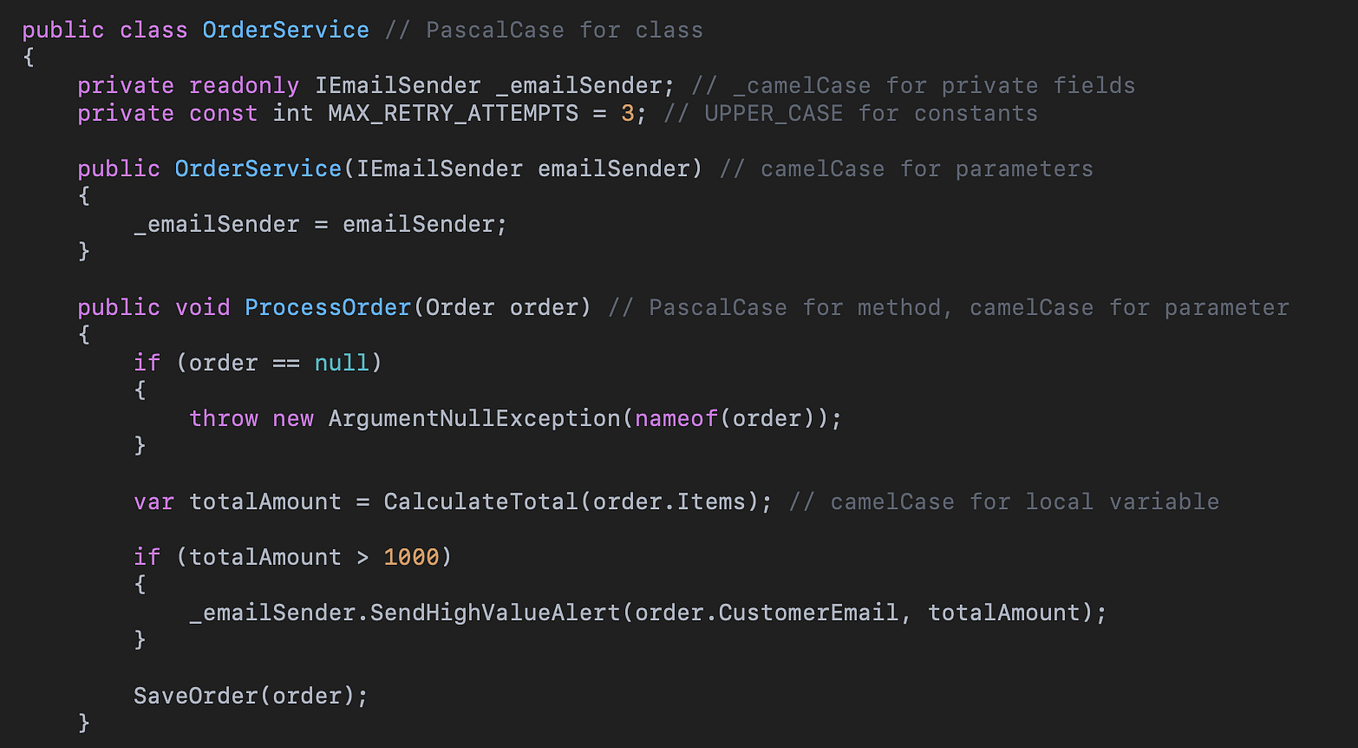 public class OrderService // PascalCase for class
{
    private readonly IEmailSender _emailSender; // _camelCase for private fields
    private const int MAX_RETRY_ATTEMPTS = 3; // UPPER_CASE for constants

    public OrderService(IEmailSender emailSender) // camelCase for parameters
    {
        _emailSender = emailSender;
    }

    public void ProcessOrder(Order order) // PascalCase for method, camelCase for parameter
    {
        if (order == null)
        {
            throw new ArgumentNullException(nameof(order));
        }

        var totalAmount = CalculateTotal(order.Items); // camelCase for local variable

        if (totalAmount > 1000)
        {
            _emailSender.SendHighValueAlert(order.CustomerEmail, totalAmount);
        }

        SaveOrder(order);
    }